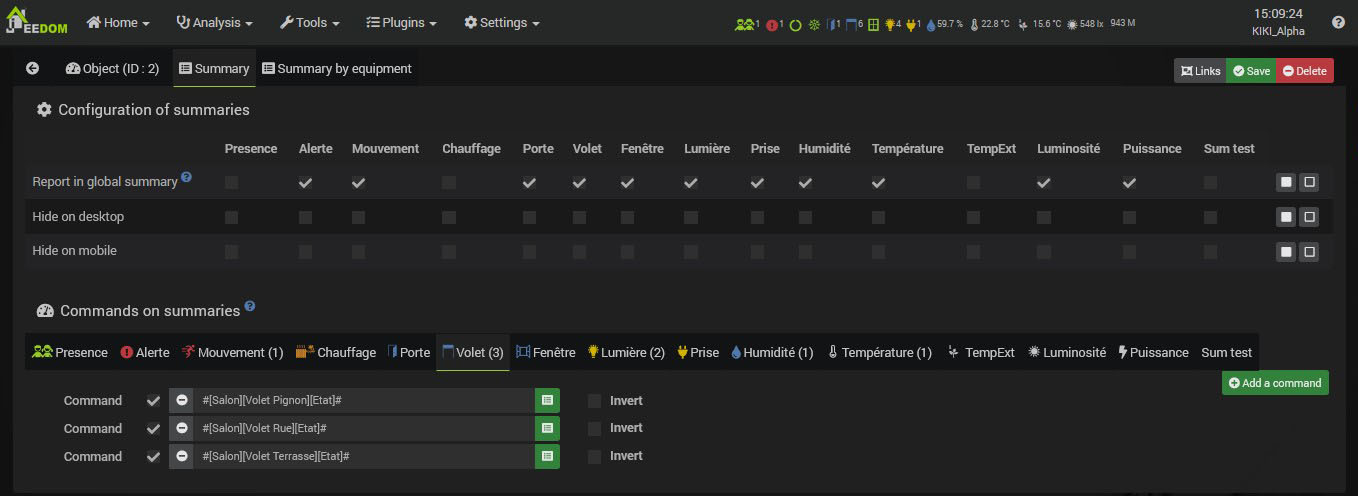 JEEDOM Home Analysis Tools Plugins Settings 1 1 1 6 4 1 59.7 % 22.8 °C 15.6 °C 548 lx 943 M 15:09:24
KIKI_Alpha
Object (ID : 2) Summary Summary by equipment Links Save Delete
Configuration of summaries
Presence Alerte Mouvement Chauffage Porte Volet Fenêtre Lumière Prise Humidité Température TempExt Luminosité Puissance Sum test
Report in global summary
Hide on desktop
Hide on mobile
Commands on summaries
Presence Alerte Mouvement (1) Chauffage Porte Volet (3) Fenêtre Lumière (2) Prise Humidité (1) Température (1) TempExt Luminosité Puissance Sum test
Add a command
Command #[Salon][Volet Pignon][Etat]# Invert
Command #[Salon][Volet Rue][Etat]# Invert
Command #[Salon][Volet Terrasse][Etat]# Invert